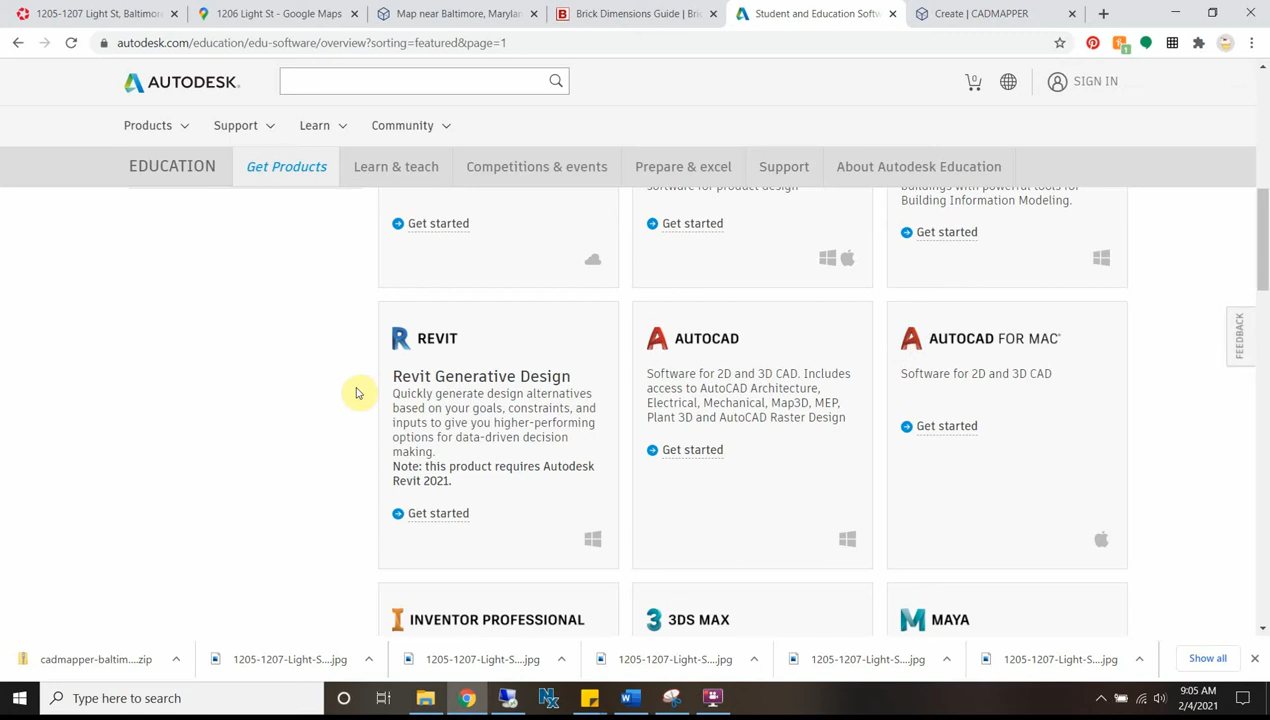 1205-1207 Light St, Baltimor
1206 Light St - Google Maps
Map near Baltimore, Marylan
Brick Dimensions Guide | Bric
Student and Education Softw
Create | CADMAPPER
autodesk.com/education/edu-software/overview?sorting=featured&page=1
1
AUTODESK.
0
SIGN IN
Products
Support
Learn
Community
EDUCATION
Get Products
Learn & teach
Competitions & events
Prepare & excel
Support
About Autodesk Education
Get started
software for product design
Get started
buildings with powerful tools for
Building Information Modeling.
Get started
FEEDBACK
R REVIT
Revit Generative Design
Quickly generate design alternatives
based on your goals, constraints, and
inputs to give you higher-performing
options for data-driven decision
making.
Note: this product requires Autodesk
Revit 2021.
Get started
A AUTOCAD
Software for 2D and 3D CAD. Includes
access to AutoCAD Architecture,
Electrical, Mechanical, Map3D, MEP,
Plant 3D and AutoCAD Raster Design
Get started
A AUTOCAD FOR MAC®
Software for 2D and 3D CAD
Get started
I INVENTOR PROFESSIONAL
3 3DS MAX
M MAYA
cadmapper-baltim....zip
1205-1207-Light-S....jpg
1205-1207-Light-S....jpg
1205-1207-Light-S....jpg
1205-1207-Light-S....jpg
1205-1207-Light-S....jpg
Show all
Type here to search
9:05 AM
2/4/2021